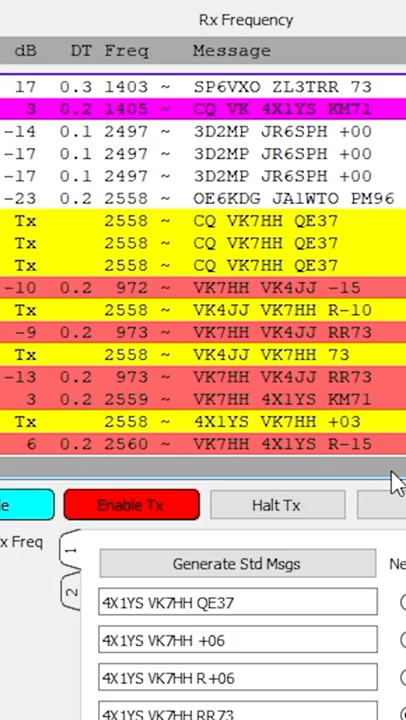 Rx Frequency
dB DT Freq Message
17 0.3 1403 ~ SP6VXO ZL3TRR 73
3 0.2 1405 ~ CQ VK 4X1YS KM71
-14 0.1 2497 ~ 3D2MP JR6SPH +00
-17 0.1 2497 ~ 3D2MP JR6SPH +00
-17 0.1 2497 ~ 3D2MP JR6SPH +00
-23 0.2 2558 ~ OE6KDG JA1WTO PM96
Tx 2558 ~ CQ VK7HH QE37
Tx 2558 ~ CQ VK7HH QE37
Tx 2558 ~ CQ VK7HH QE37
-10 0.2 972 ~ VK7HH VK4JJ -15
Tx 2558 ~ VK4JJ VK7HH R-10
-9 0.2 973 ~ VK7HH VK4JJ RR73
Tx 2558 ~ VK4JJ VK7HH 73
-13 0.2 973 ~ VK7HH VK4JJ RR73
3 0.2 2559 ~ VK7HH 4X1YS KM71
Tx 2558 ~ 4X1YS VK7HH +03
6 0.2 2560 ~ VK7HH 4X1YS R-15
Enable Tx Halt Tx
x Freq
1
Generate Std Msgs Ne
2
4X1YS VK7HH QE37
4X1YS VK7HH +06
4X1YS VK7HH R+06
4X1YS VK7HH RR73